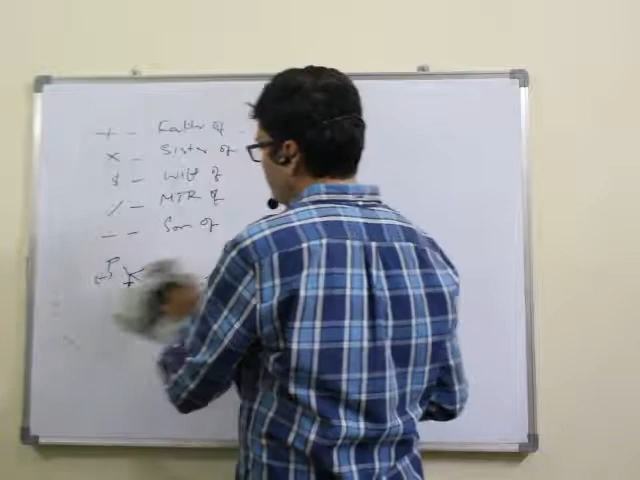 + - Father of
x - Sister of
$ - Wife of
/ - MTR of
- - Son of